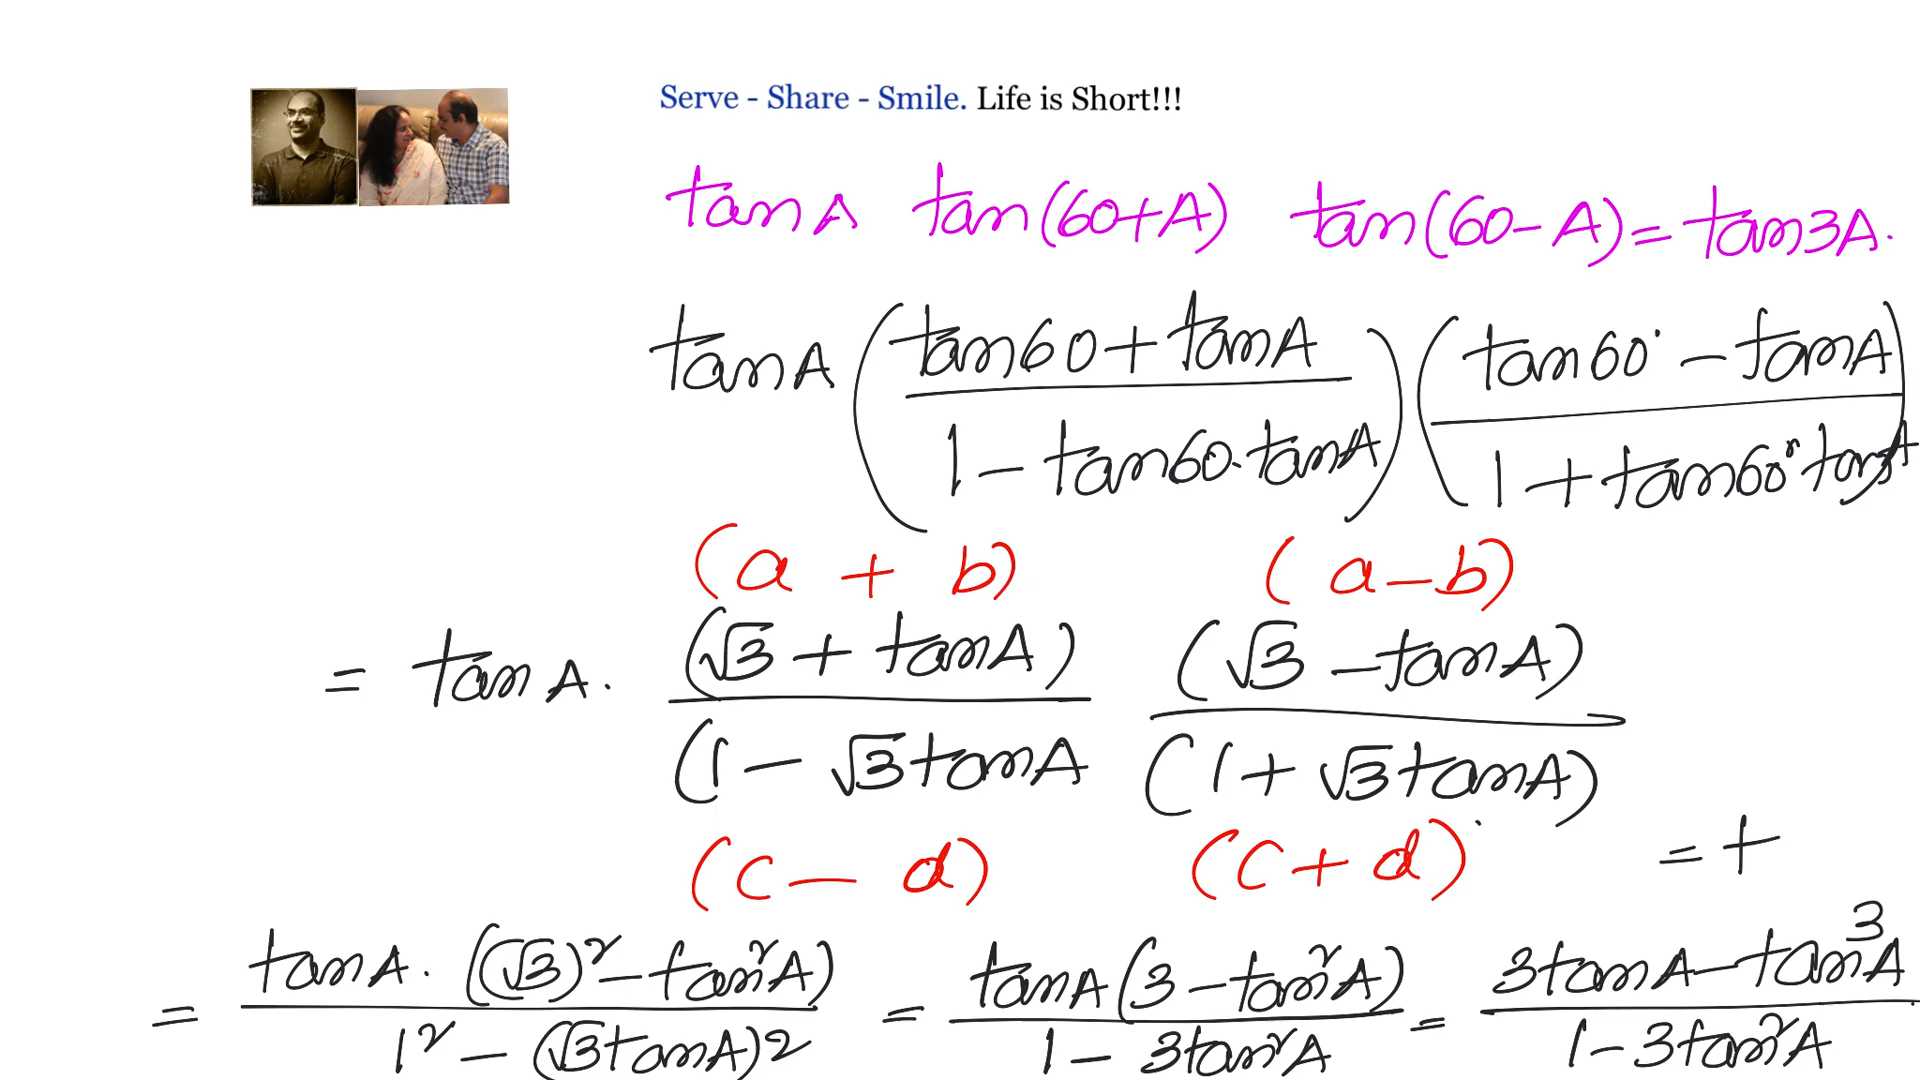 Serve - Share - Smile. Life is Short!!!
tanA tan(60+A) tan(60-A)=tan3A.
tanA ((tan60+tanA)/(1-tan60.tanA)) ((tan60° - tanA)/(1+tan60°tanA))
(a + b) (a-b)
= tanA. (√3+tanA)/(1-√3tanA (√3-tanA)/(1+√3tanA)
(c-d) (c+d)
= t
= tanA.((√3)²-tan²A)/1²-(√3tanA)2 = tanA(3-tan²A)/1-3tan²A = 3tanA-tan³A/1-3tan²A